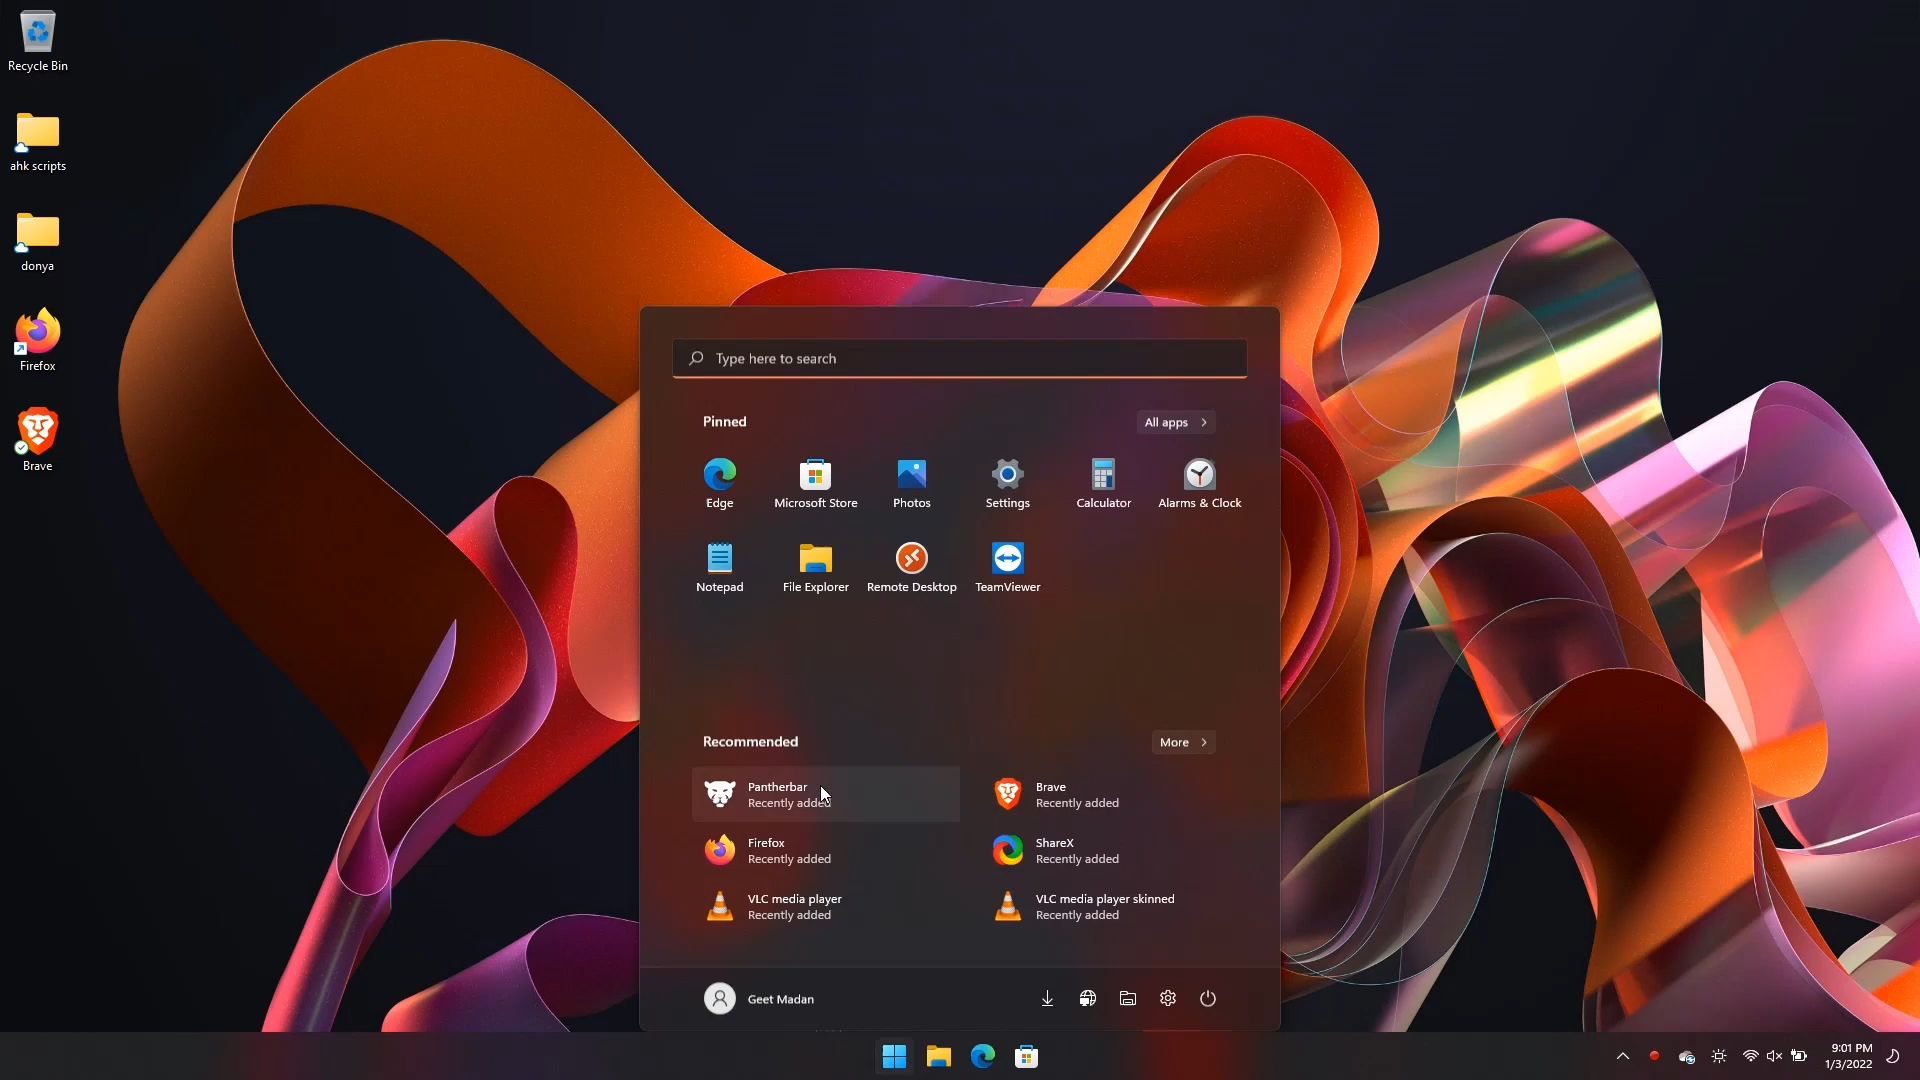 Recycle Bin
ahk scripts
donya
Firefox
Brave
Type here to search
Pinned
All apps
Edge
Microsoft Store
Photos
Settings
Calculator
Alarms & Clock
Notepad
File Explorer
Remote Desktop
TeamViewer
Recommended
More
Pantherbar
Recently added
Brave
Recently added
Firefox
Recently added
ShareX
Recently added
VLC media player
Recently added
VLC media player skinned
Recently added
Geet Madan
9:01 PM
1/3/2022